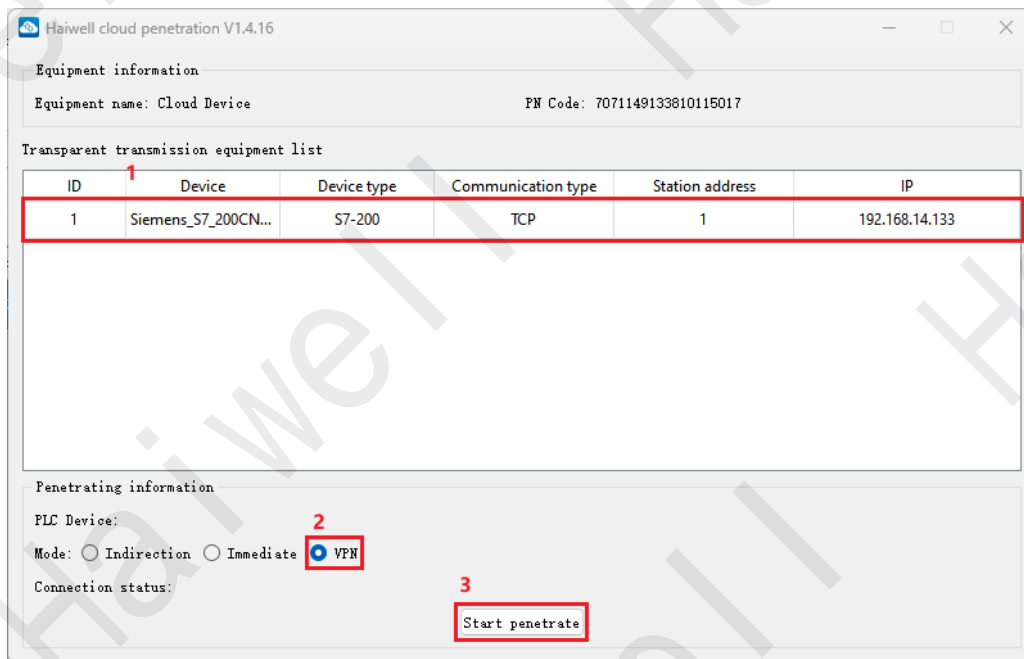 Haiwell cloud penetration V1.4.16
Equipment information
Equipment name: Cloud Device PN Code: 7071149133810115017
Transparent transmission equipment list
1
ID Device Device type Communication type Station address IP
1 Siemens_S7_200CN... S7-200 TCP 1 192.168.14.133
Penetrating information
PLC Device:
2
Mode: Indirection Immediate VPN
Connection status:
3
Start penetrate
Haiwell